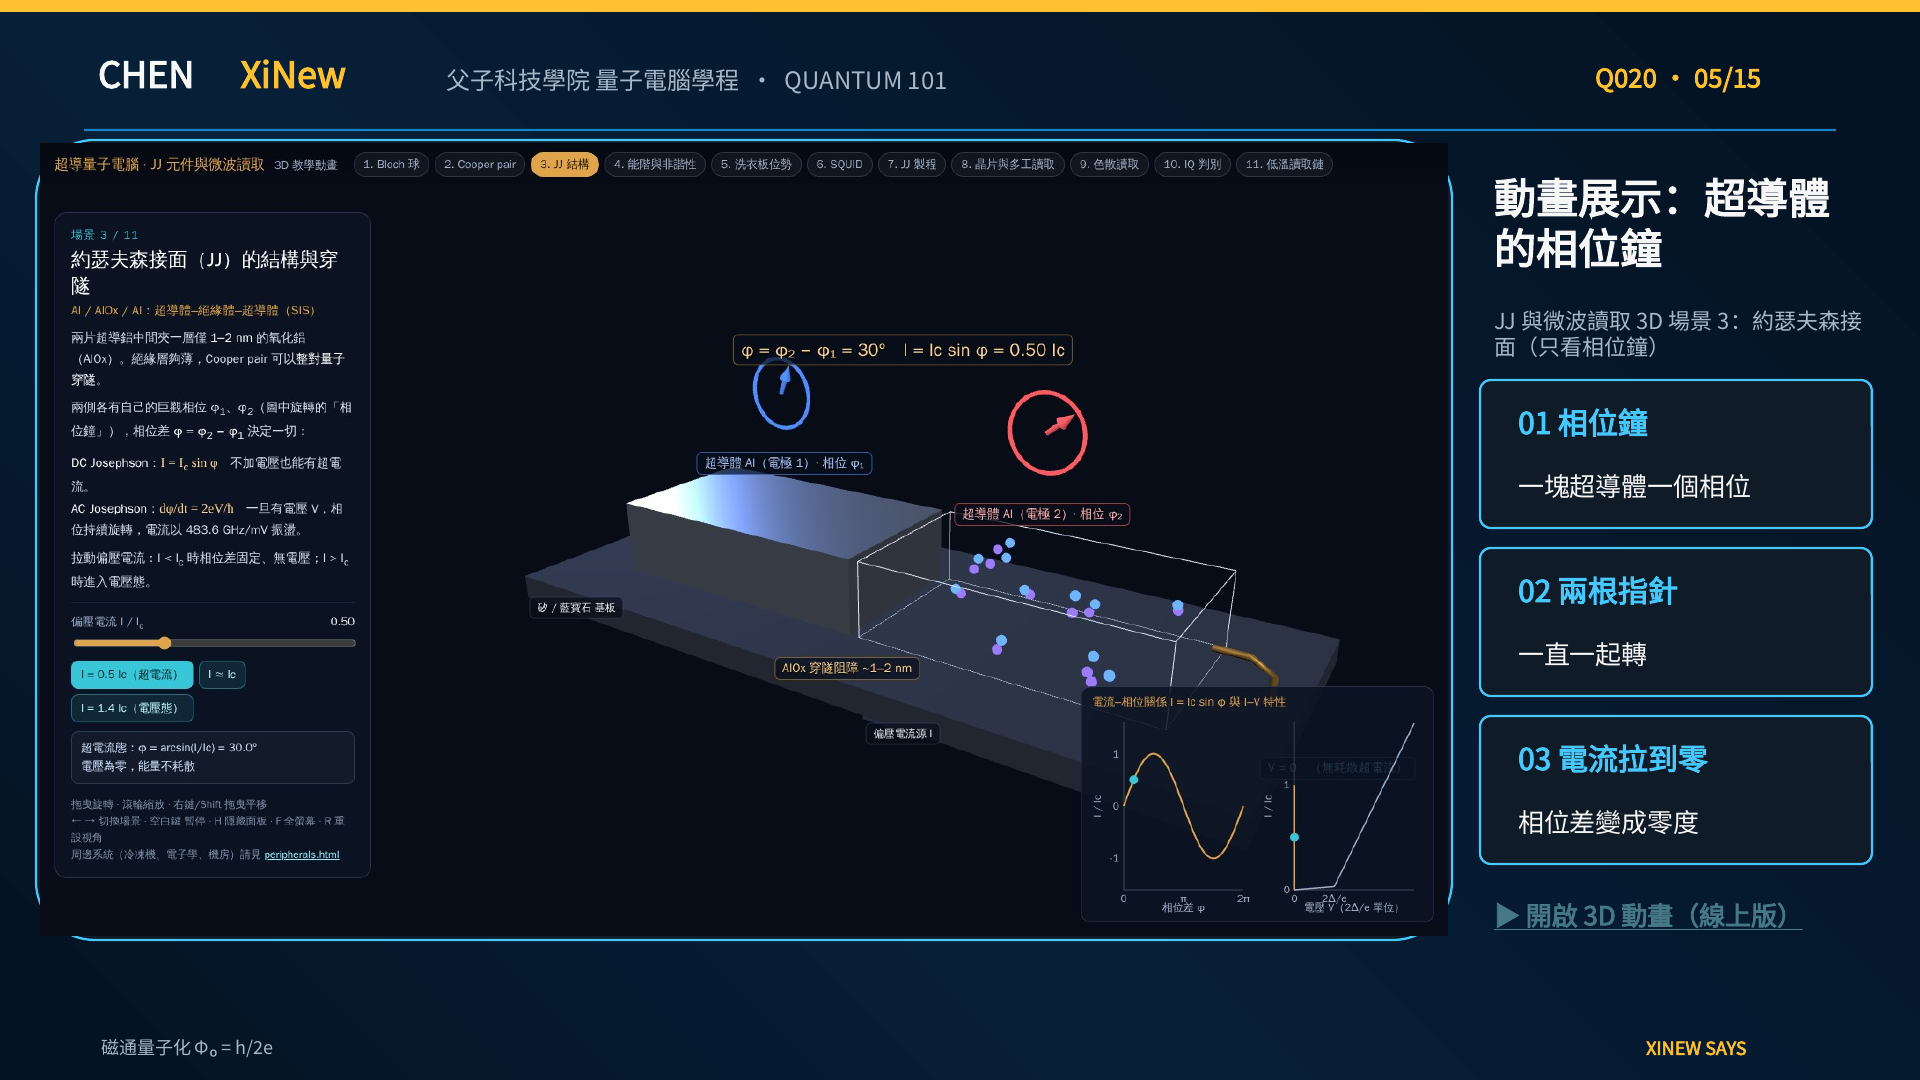 CHEN XiNew 父子科技學院 量子電腦學程 • QUANTUM 101 Q020 • 05/15
超導量子電腦 · JJ 元件與微波讀取 3D 教學動畫 1. Bloch 球 2. Cooper pair 3. JJ 結構 4. 能階與非諧性 5. 洗衣板位勢 6. SQUID 7. JJ 製程 8. 晶片與多工讀取 9. 色散讀取 10. IQ 判別 11. 低溫讀取鏈
場景 3 / 11
約瑟夫森接面（JJ）的結構與穿
隧
Al / AlOx / Al：超導體–絕緣體–超導體（SIS）
兩片超導鋁中間夾一層僅 1–2 nm 的氧化鋁
（AlOx）。絕緣層夠薄，Cooper pair 可以整對量子
穿隧。
兩側各有自己的巨觀相位 φ₁、φ₂（圖中旋轉的「相
位鐘」），相位差 φ = φ₂ − φ₁ 決定一切：
DC Josephson：I = I_c sin φ 不加電壓也能有超電
流。
AC Josephson：dφ/dt = 2eV/ħ 一旦有電壓 V，相
位持續旋轉，電流以 483.6 GHz/mV 振盪。
拉動偏壓電流：I < I_c 時相位差固定、無電壓；I > I_c
時進入電壓態。
偏壓電流 I / I_c 0.50
I = 0.5 Ic（超電流） I ≈ Ic
I = 1.4 Ic（電壓態）
超電流態：φ = arcsin(I/Ic) = 30.0°
電壓為零，能量不耗散
拖曳旋轉 · 滾輪縮放 · 右鍵/Shift 拖曳平移
← → 切換場景 · 空白鍵 暫停 · H 隱藏面板 · F 全螢幕 · R 重
設視角
周邊系統（冷凍機、電子學、機房）請見 peripherals.html
φ = φ₂ − φ₁ = 30° I = Ic sin φ = 0.50 Ic
超導體 Al（電極 1）· 相位 φ₁
超導體 Al（電極 2）· 相位 φ₂
矽 / 藍寶石 基板
AlOx 穿隧阻障 ~1–2 nm
偏壓電流源 I
電流–相位關係 I = Ic sin φ 與 I–V 特性
V = 0 （無耗散超電流）
I / Ic
1
0
-1
0 π 2π
相位差 φ
I / Ic
1
0
0 2Δ/e
電壓 V（2Δ/e 單位）
動畫展示：超導體
的相位鐘
JJ 與微波讀取 3D 場景 3：約瑟夫森接
面（只看相位鐘）
01 相位鐘
一塊超導體一個相位
02 兩根指針
一直一起轉
03 電流拉到零
相位差變成零度
▶ 開啟 3D 動畫（線上版）
磁通量子化 Φ₀ = h/2e
XINEW SAYS